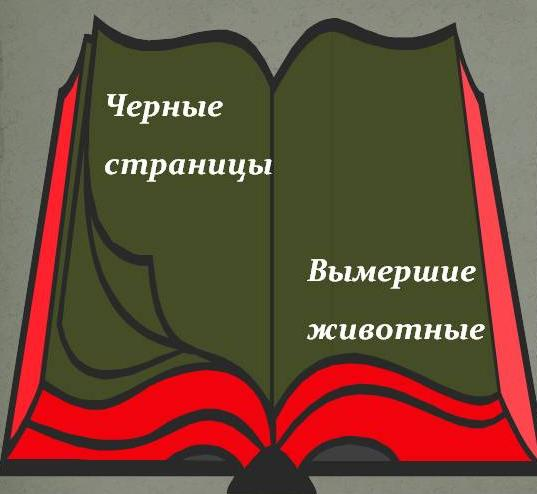 Черные
страницы
Вымершие
животные